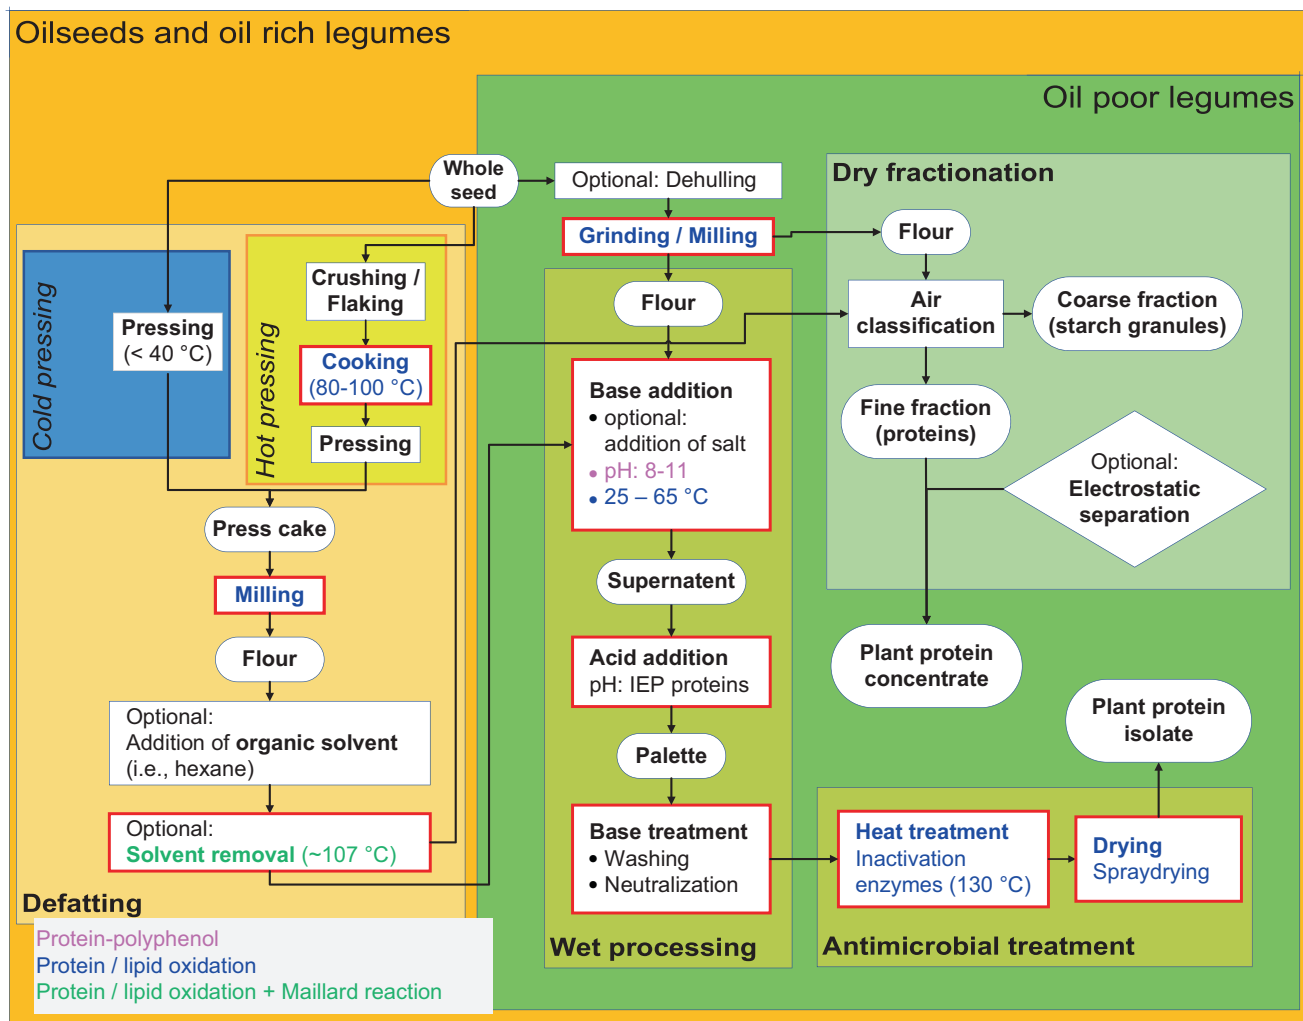 Oilseeds and oil rich legumes
Oil poor legumes
Whole
seed
Optional: Dehulling
Grinding / Milling
Dry fractionation
Flour
Air
classification
Coarse fraction
(starch granules)
Fine fraction
(proteins)
Optional:
Electrostatic
separation
Plant protein
concentrate
Cold pressing
Pressing
(< 40 °C)
Hot pressing
Crushing /
Flaking
Cooking
(80-100 °C)
Pressing
Press cake
Milling
Flour
Optional:
Addition of organic solvent
(i.e., hexane)
Optional:
Solvent removal (~107 °C)
Defatting
Flour
Base addition
• optional:
addition of salt
• pH: 8-11
• 25 – 65 °C
Supernatent
Acid addition
pH: IEP proteins
Palette
Base treatment
• Washing
• Neutralization
Wet processing
Heat treatment
Inactivation
enzymes (130 °C)
Drying
Spraydrying
Antimicrobial treatment
Plant protein
isolate
Protein-polyphenol
Protein / lipid oxidation
Protein / lipid oxidation + Maillard reaction